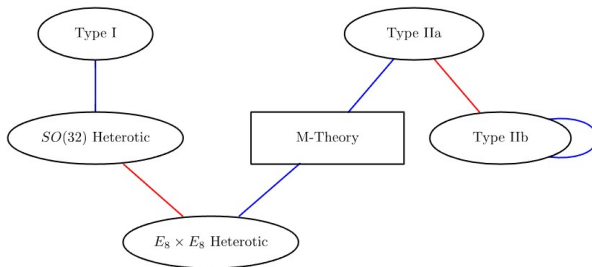 Type I
Type IIa
SO(32) Heterotic
M-Theory
Type IIb
E₈ × E₈ Heterotic